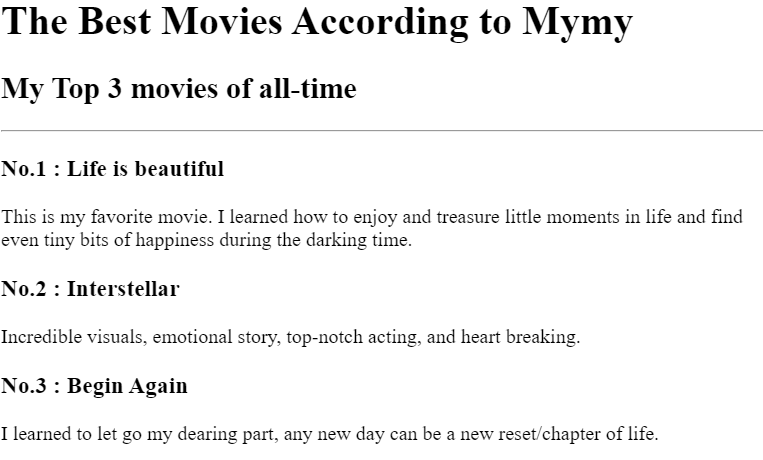 The Best Movies According to Mymy
My Top 3 movies of all-time
No.1 : Life is beautiful
This is my favorite movie. I learned how to enjoy and treasure little moments in life and find
even tiny bits of happiness during the darking time.
No.2 : Interstellar
Incredible visuals, emotional story, top-notch acting, and heart breaking.
No.3 : Begin Again
I learned to let go my dearing part, any new day can be a new reset/chapter of life.